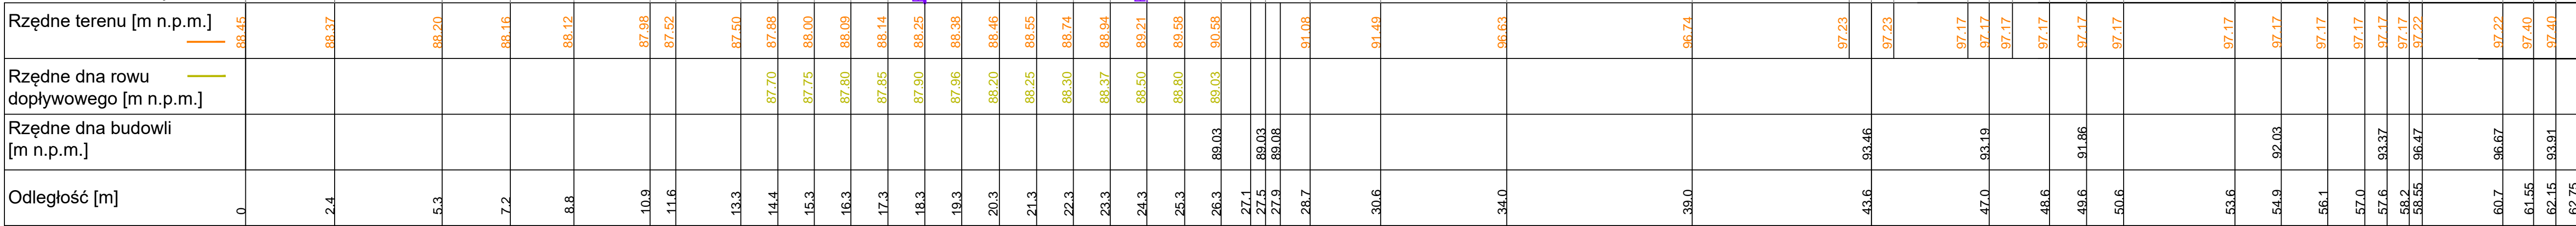 Rzędne terenu [m n.p.m.] 88.45 88.37 88.20 88.16 88.12 87.98 87.52 87.50 87.88 88.00 88.09 88.14 88.25 88.38 88.46 88.55 88.74 88.94 89.21 89.58 90.58 91.08 91.49 96.63 96.74 97.23 97.23 97.17 97.17 97.17 97.17 97.17 97.17 97.17 97.17 97.17 97.17 97.17 97.17 97.22 97.22 97.40 97.40
Rzędne dna rowu
dopływowego [m n.p.m.] 87.70 87.75 87.80 87.85 87.90 87.96 88.20 88.25 88.30 88.37 88.50 88.80 89.03
Rzędne dna budowli
[m n.p.m.] 89.03 89.03 89.08 93.46 93.19 91.86 92.03 93.37 96.47 96.67 93.91
Odległość [m] 0 2.4 5.3 7.2 8.8 10.9 11.6 13.3 14.4 15.3 16.3 17.3 18.3 19.3 20.3 21.3 22.3 23.3 24.3 25.3 26.3 27.1 27.5 27.9 28.7 30.6 34.0 39.0 43.6 47.0 48.6 49.6 50.6 53.6 54.9 56.1 57.0 57.6 58.2 58.55 60.7 61.55 62.15 62.75